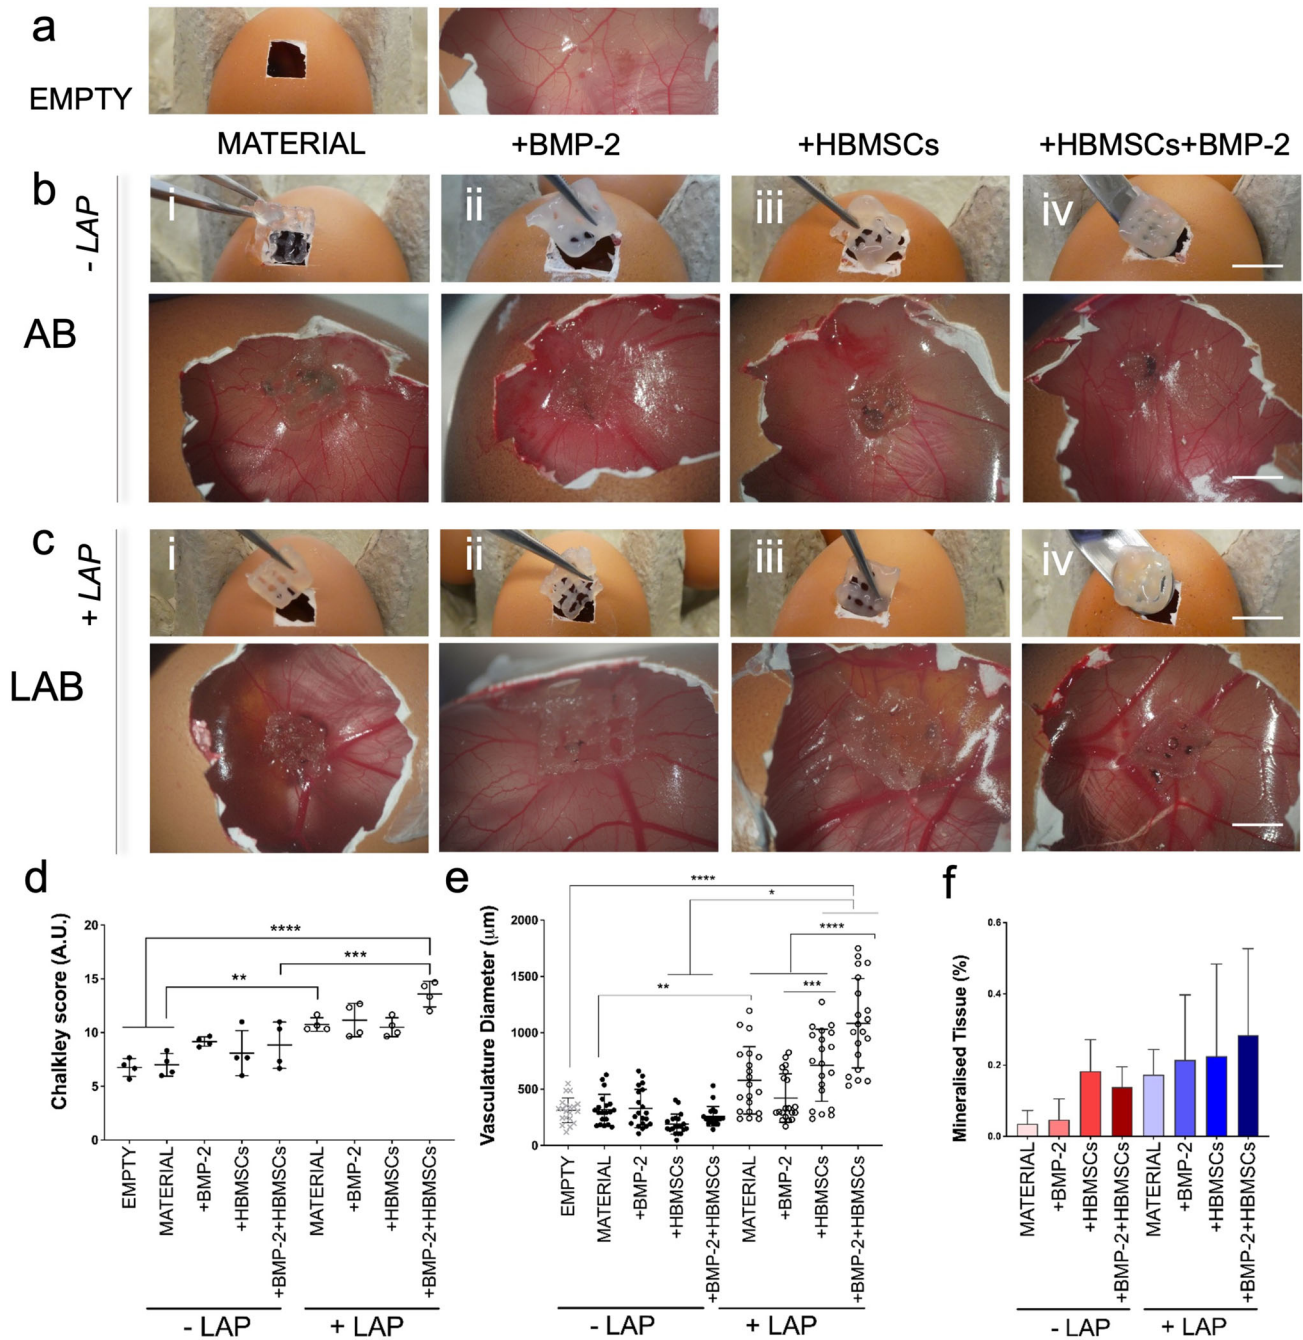 a
EMPTY
MATERIAL
+BMP-2
+HBMSCs
+HBMSCs+BMP-2
b
- LAP
i
ii
iii
iv
AB
c
+ LAP
i
ii
iii
iv
LAB
d
Chalkley score (A.U.)
20
15
10
5
0
****
***
**
EMPTY
MATERIAL
+BMP-2
+HBMSCs
+BMP-2+HBMSCs
MATERIAL
+BMP-2
+HBMSCs
+BMP-2+HBMSCs
- LAP
+ LAP
e
Vasculature Diameter (μm)
2000
1500
1000
500
0
****
*
****
**
***
EMPTY
MATERIAL
+BMP-2
+HBMSCs
+BMP-2+HBMSCs
MATERIAL
+BMP-2
+HBMSCs
+BMP-2+HBMSCs
- LAP
+ LAP
f
Mineralised Tissue (%)
0.6
0.4
0.2
0.0
MATERIAL
+BMP-2
+HBMSCs
+BMP-2+HBMSCs
MATERIAL
+BMP-2
+HBMSCs
+BMP-2+HBMSCs
- LAP
+ LAP